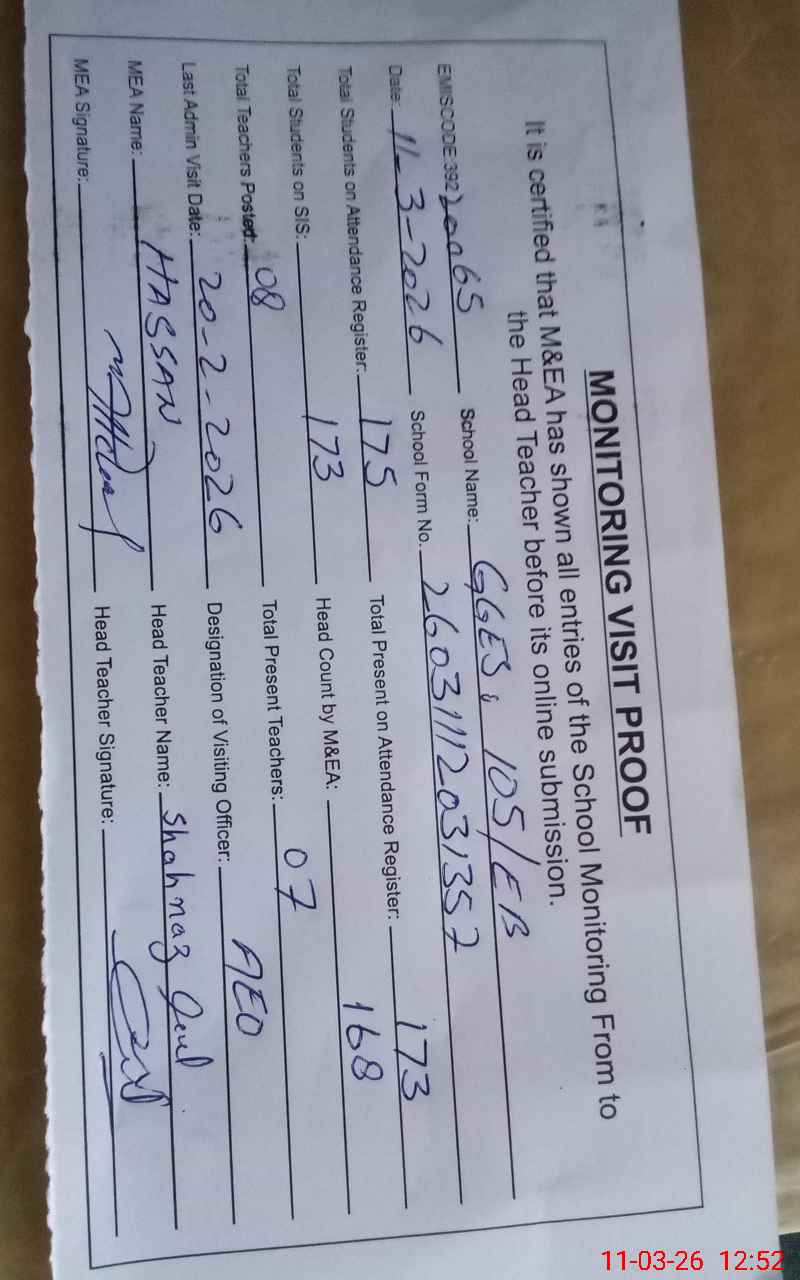 MONITORING VISIT PROOF
It is certified that M&EA has shown all entries of the School Monitoring From to
the Head Teacher before its online submission.
EMISCODE:39220065 School Name: GGES, 105/EB
Date: 11-3-2026 School Form No. 26031112031357
Total Students on Attendance Register: 175 Total Present on Attendance Register: 173
Total Students on SIS: 173 Head Count by M&EA: 168
Total Teachers Posted: 08 Total Present Teachers: 07
Last Admin Visit Date: 20-2-2026 Designation of Visiting Officer: AEO
MEA Name: HASSAN Head Teacher Name: Shahnaz Gul
MEA Signature: Head Teacher Signature:
11-03-26 12:52